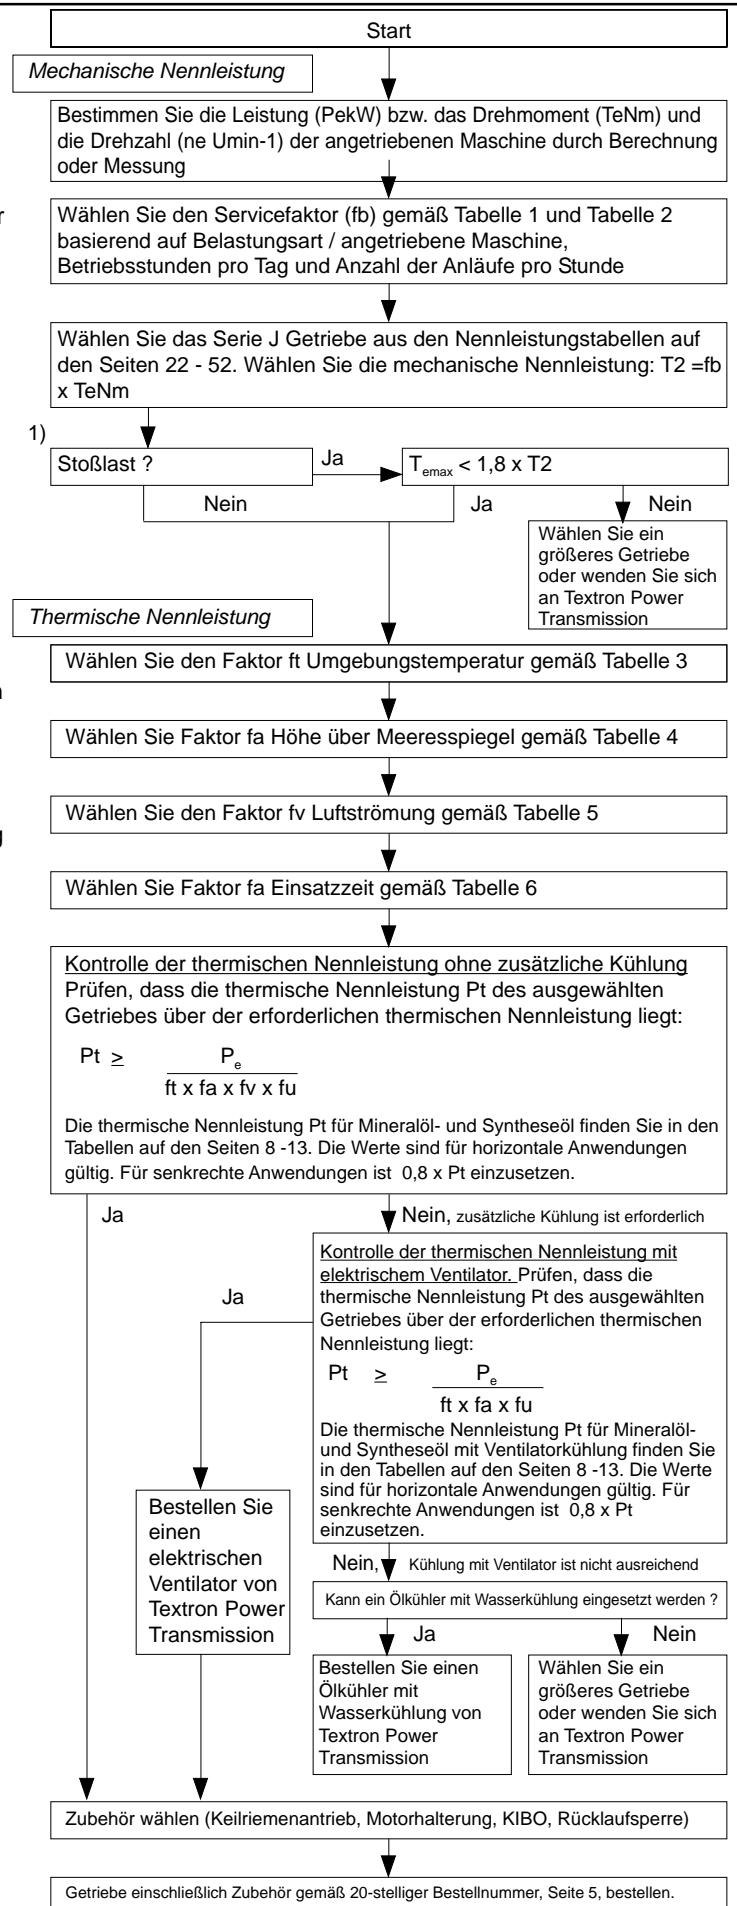 Start
Mechanische Nennleistung
Bestimmen Sie die Leistung (PekW) bzw. das Drehmoment (TeNm) und
die Drehzahl (ne Umin-1) der angetriebenen Maschine durch Berechnung
oder Messung
r
Wählen Sie den Servicefaktor (fb) gemäß Tabelle 1 und Tabelle 2
basierend auf Belastungsart / angetriebene Maschine,
Betriebsstunden pro Tag und Anzahl der Anläufe pro Stunde
Wählen Sie das Serie J Getriebe aus den Nennleistungstabellen auf
den Seiten 22 - 52. Wählen Sie die mechanische Nennleistung: T2 =fb
x TeNm
1)
Stoßlast ?
Ja
Temax < 1,8 x T2
Nein
Ja
Nein
Wählen Sie ein
größeres Getriebe
oder wenden Sie sich
an Textron Power
Transmission
Thermische Nennleistung
Wählen Sie den Faktor ft Umgebungstemperatur gemäß Tabelle 3
n
Wählen Sie Faktor fa Höhe über Meeresspiegel gemäß Tabelle 4
Wählen Sie den Faktor fv Luftströmung gemäß Tabelle 5
g
Wählen Sie Faktor fa Einsatzzeit gemäß Tabelle 6
Kontrolle der thermischen Nennleistung ohne zusätzliche Kühlung
Prüfen, dass die thermische Nennleistung Pt des ausgewählten
Getriebes über der erforderlichen thermischen Nennleistung liegt:
Pt ≥ Pe
ft x fa x fv x fu
Die thermische Nennleistung Pt für Mineralöl- und Syntheseöl finden Sie in den
Tabellen auf den Seiten 8 -13. Die Werte sind für horizontale Anwendungen
gültig. Für senkrechte Anwendungen ist 0,8 x Pt einzusetzen.
Ja
Nein, zusätzliche Kühlung ist erforderlich
Kontrolle der thermischen Nennleistung mit
elektrischem Ventilator. Prüfen, dass die
thermische Nennleistung Pt des ausgewählten
Getriebes über der erforderlichen thermischen
Nennleistung liegt:
Ja
Pt ≥ Pe
ft x fa x fu
Die thermische Nennleistung Pt für Mineralöl-
und Syntheseöl mit Ventilatorkühlung finden Sie
in den Tabellen auf den Seiten 8 -13. Die Werte
sind für horizontale Anwendungen gültig. Für
senkrechte Anwendungen ist 0,8 x Pt
einzusetzen.
Bestellen Sie
einen
elektrischen
Ventilator von
Textron Power
Transmission
Nein, Kühlung mit Ventilator ist nicht ausreichend
Kann ein Ölkühler mit Wasserkühlung eingesetzt werden ?
Ja
Nein
Bestellen Sie einen
Ölkühler mit
Wasserkühlung von
Textron Power
Transmission
Wählen Sie ein
größeres Getriebe
oder wenden Sie sich
an Textron Power
Transmission
Zubehör wählen (Keilriemenantrieb, Motorhalterung, KIBO, Rücklaufsperre)
Getriebe einschließlich Zubehör gemäß 20-stelliger Bestellnummer, Seite 5, bestellen.